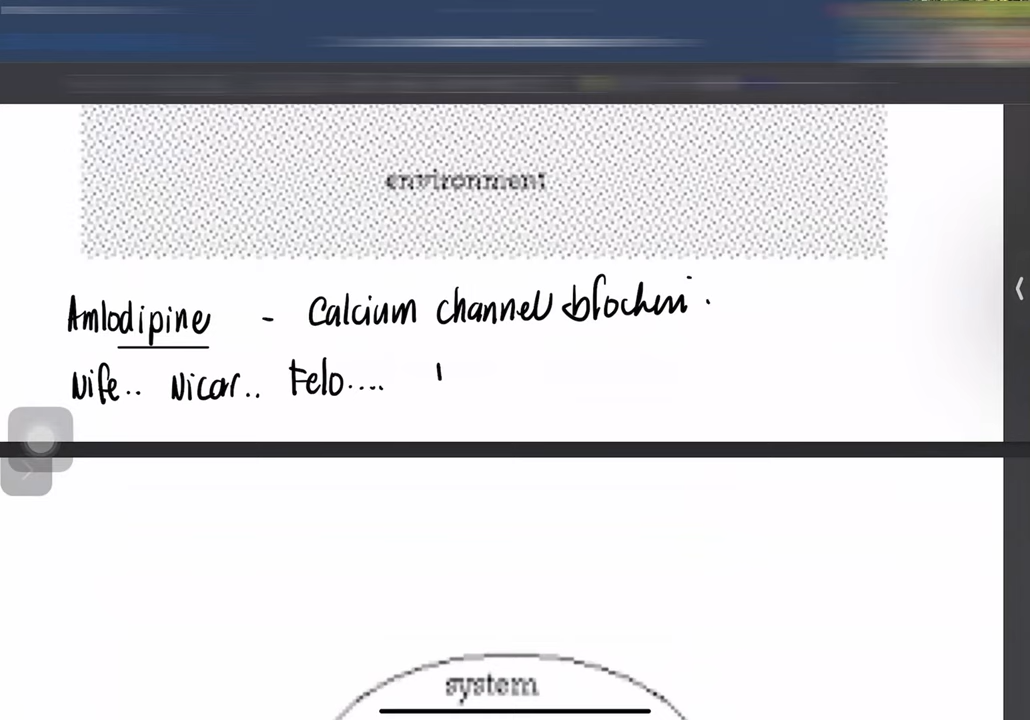 environment
Amlodipine - Calcium channel blocker.
Nife.. Nicar.. Felo....
system